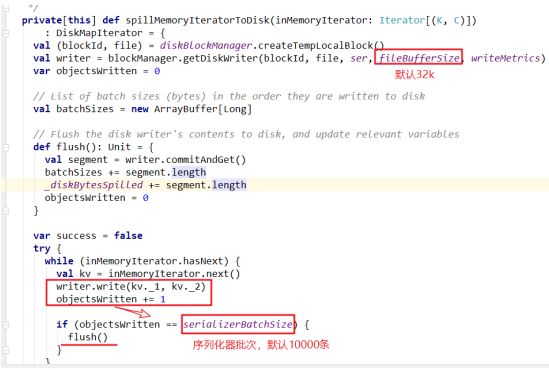 */
private[this] def spillMemoryIteratorToDisk(inMemoryIterator: Iterator[(K, C)])
: DiskMapIterator = {
val (blockId, file) = diskBlockManager.createTempLocalBlock()
val writer = blockManager.getDiskWriter(blockId, file, ser, fileBufferSize, writeMetrics)
var objectsWritten = 0
默认32k
// List of batch sizes (bytes) in the order they are written to disk
val batchSizes = new ArrayBuffer[Long]
// Flush the disk writer's contents to disk, and update relevant variables
def flush(): Unit = {
val segment = writer.commitAndGet()
batchSizes += segment.length
_diskBytesSpilled += segment.length
objectsWritten = 0
}
var success = false
try {
while (inMemoryIterator.hasNext) {
val kv = inMemoryIterator.next()
writer.write(kv._1, kv._2)
objectsWritten += 1
if (objectsWritten == serializerBatchSize) {
flush()
序列化器批次，默认10000条
}
}